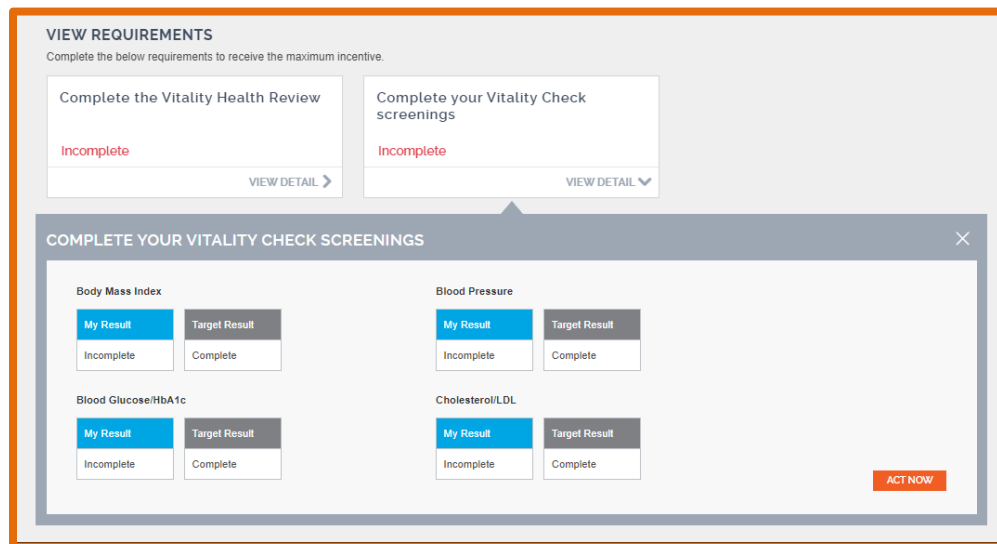 VIEW REQUIREMENTS
Complete the below requirements to receive the maximum incentive.
Complete the Vitality Health Review
Incomplete
VIEW DETAIL
Complete your Vitality Check
screenings
Incomplete
VIEW DETAIL
COMPLETE YOUR VITALITY CHECK SCREENINGS
Body Mass Index
My Result Target Result
Incomplete Complete
Blood Pressure
My Result Target Result
Incomplete Complete
Blood Glucose/HbA1c
My Result Target Result
Incomplete Complete
Cholesterol/LDL
My Result Target Result
Incomplete Complete
ACT NOW